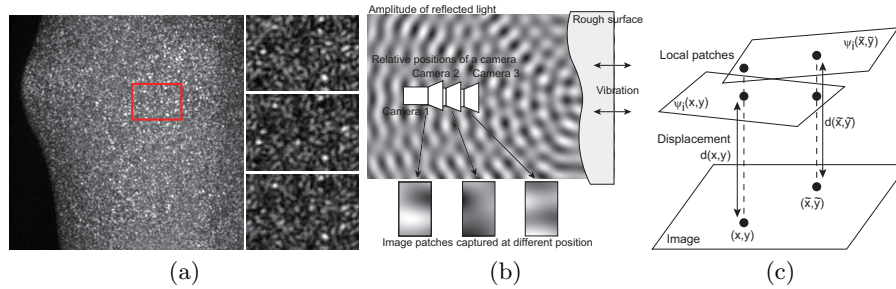 Amplitude of reflected light
Rough surface
Relative positions of a camera
Camera 2
Camera 3
Camera 1
Vibration
Image patches captured at different position
Local patches
ψi(x̃,ỹ)
ψi(x,y)
Displacement
d(x,y)
d(x̃,ỹ)
(x̃,ỹ)
(x,y)
Image
(a)
(b)
(c)